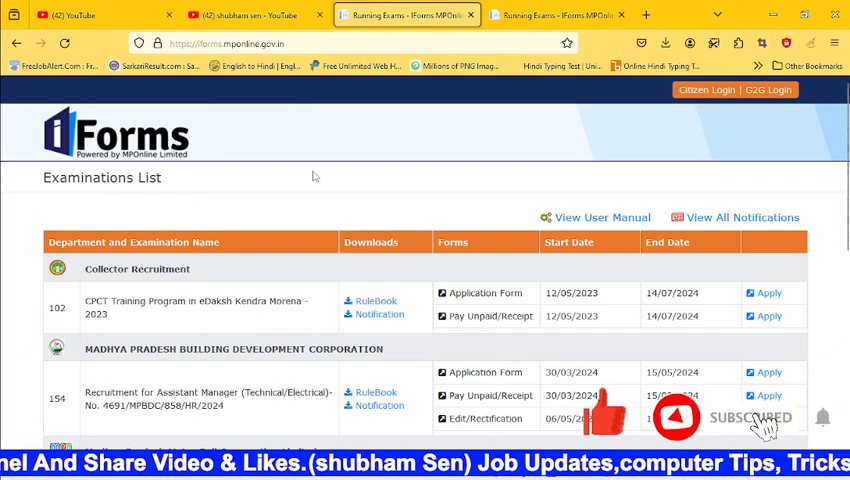 (42) YouTube
(42) shubham sen - YouTube
Running Exams - IForms MPOnlin
Running Exams - IForms MPOnlin
https://iforms.mponline.gov.in
FreeJobAlert.Com : Fr...
SarkariResult.com : Sa...
English to Hindi | Engl...
Free Unlimited Web H...
Millions of PNG Imag...
Hindi Typing Test | Uni...
Online Hindi Typing T...
Other Bookmarks
Citizen Login | G2G Login
iForms
Powered by MPOnline Limited
Examinations List
View User Manual
View All Notifications
Department and Examination Name Downloads Forms Start Date End Date
Collector Recruitment
102 CPCT Training Program in eDaksh Kendra Morena - 2023
RuleBook
Notification
Application Form 12/05/2023 14/07/2024 Apply
Pay Unpaid/Receipt 12/05/2023 14/07/2024 Apply
MADHYA PRADESH BUILDING DEVELOPMENT CORPORATION
154 Recruitment for Assistant Manager (Technical/Electrical)-
No. 4691/MPBDC/858/HR/2024
RuleBook
Notification
Application Form 30/03/2024 15/05/2024 Apply
Pay Unpaid/Receipt 30/03/2024 Apply
Edit/Rectification
SUBSCRIBED
nel And Share Video & Likes.(shubham Sen) Job Updates,computer Tips, Tricks